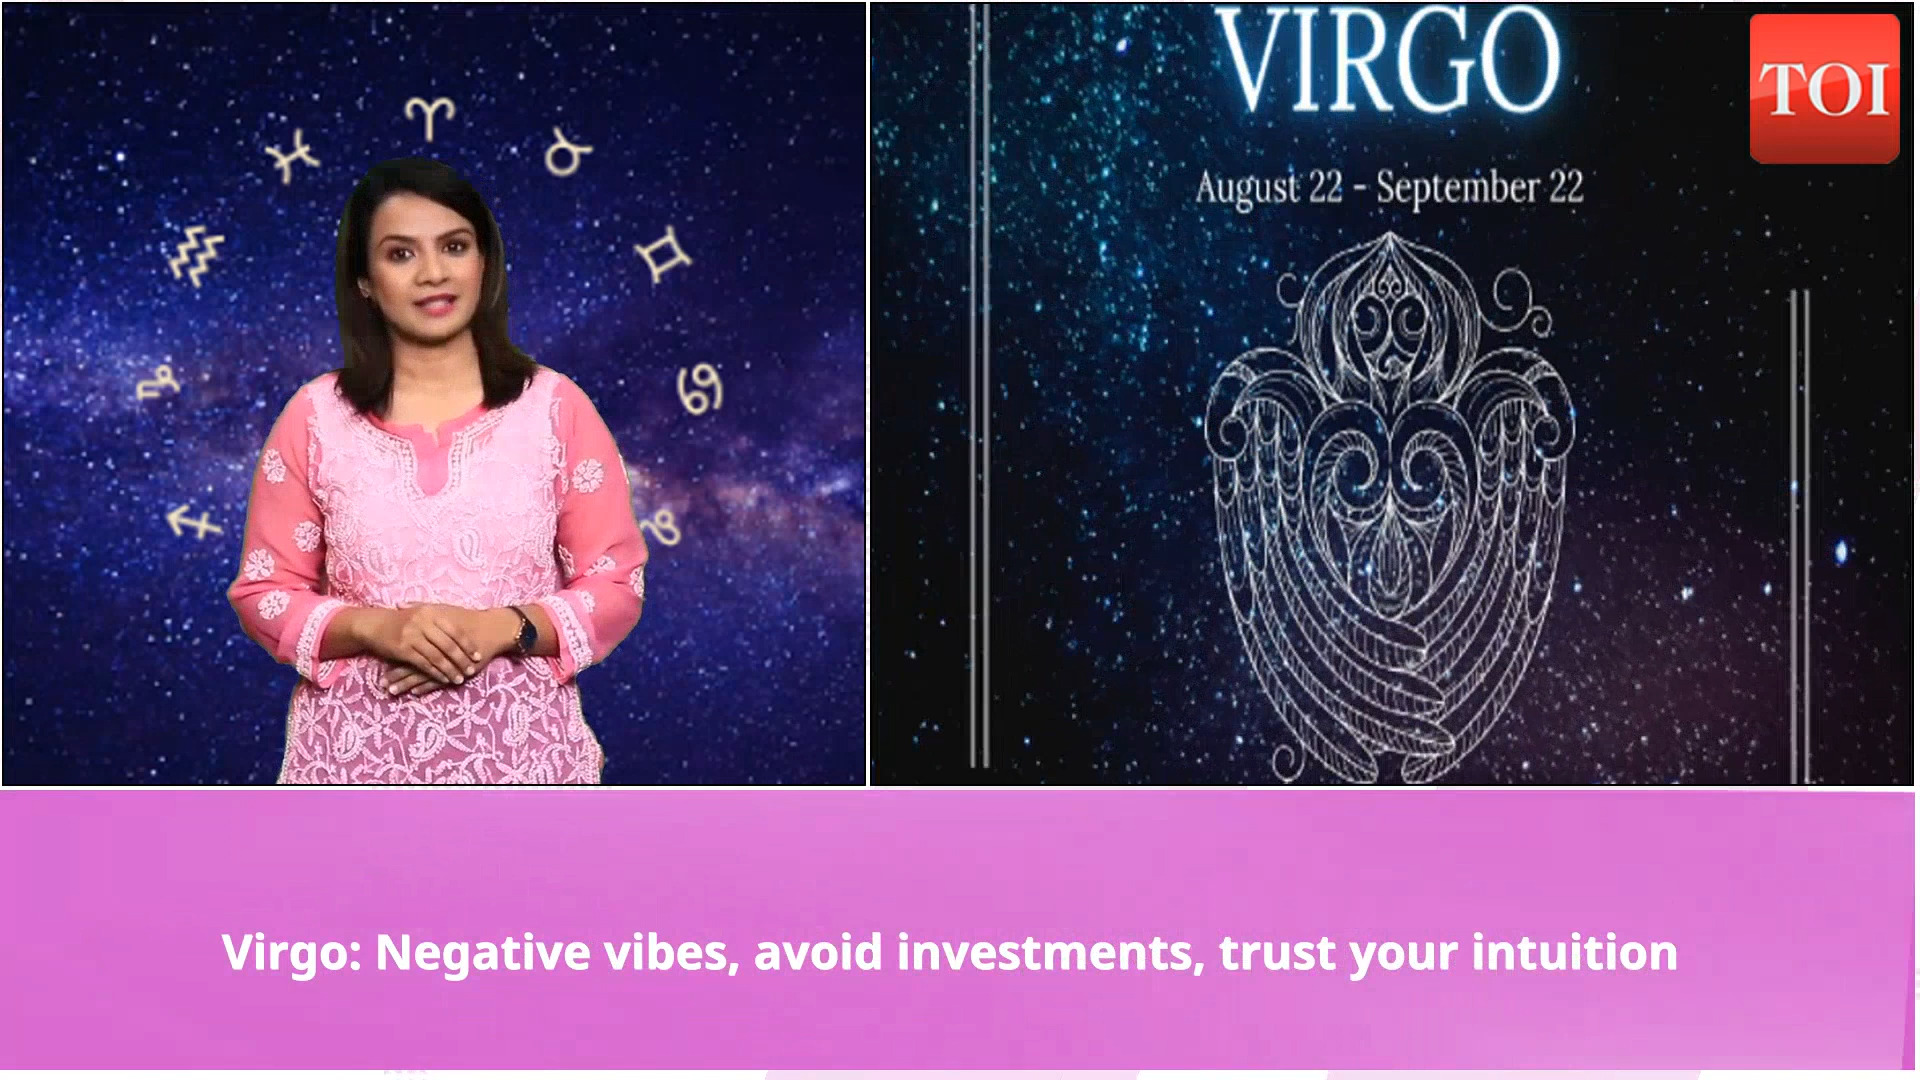 VIRGO
TOI
August 22 - September 22
Virgo: Negative vibes, avoid investments, trust your intuition